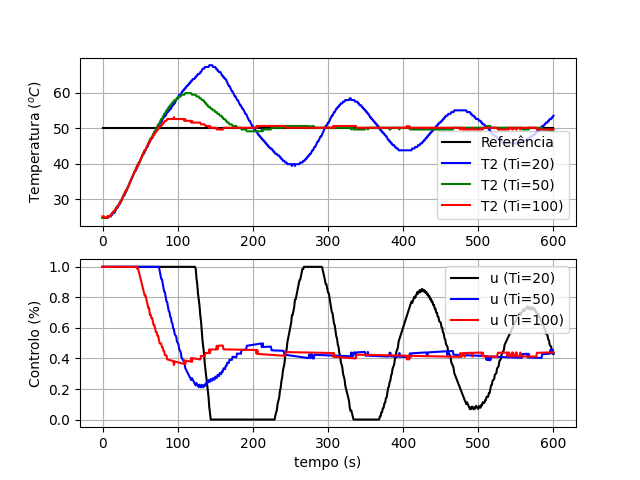 Temperatura (°C)
60
50
40
30
Referência
T2 (Ti=20)
T2 (Ti=50)
T2 (Ti=100)
0 100 200 300 400 500 600
Controlo (%)
1.0
0.8
0.6
0.4
0.2
0.0
u (Ti=20)
u (Ti=50)
u (Ti=100)
0 100 200 300 400 500 600
tempo (s)